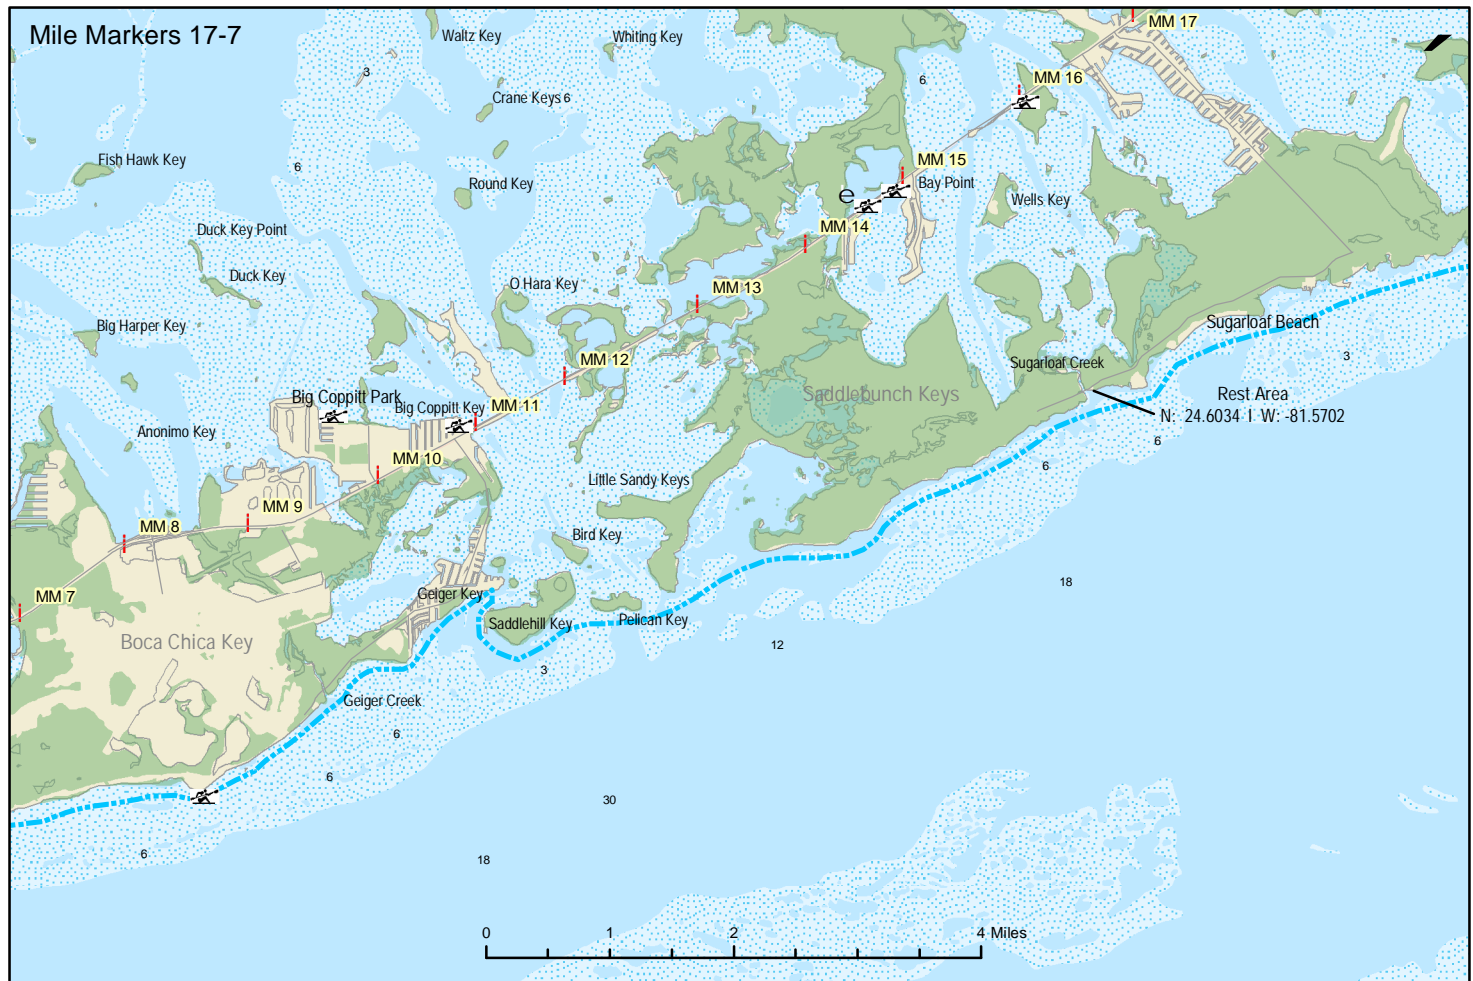 Mile Markers 17-7
Waltz Key
Whiting Key
MM 17
3
6
MM 16
Crane Keys 6
Fish Hawk Key
6
MM 15
Round Key
Bay Point
e
Wells Key
Duck Key Point
MM 14
Duck Key
O Hara Key
MM 13
Big Harper Key
Sugarloaf Beach
3
MM 12
Sugarloaf Creek
Big Coppitt Park
Saddlebunch Keys
Rest Area
Big Coppitt Key
MM 11
N: 24.6034 I W: -81.5702
Anonimo Key
6
MM 10
6
Little Sandy Keys
MM 9
MM 8
Bird Key
18
MM 7
Geiger Key
Saddlehill Key
Pelican Key
Boca Chica Key
12
3
Geiger Creek
6
6
30
6
18
0 1 2 4 Miles